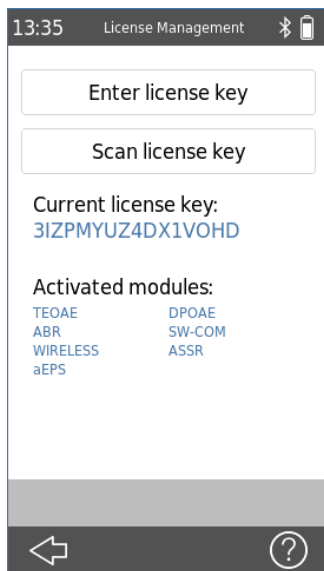 13:35 License Management
Enter license key
Scan license key
Current license key:
3IZPMYUZ4DX1VOHD
Activated modules:
TEOAE DPOAE
ABR SW-COM
WIRELESS ASSR
aEPS
?